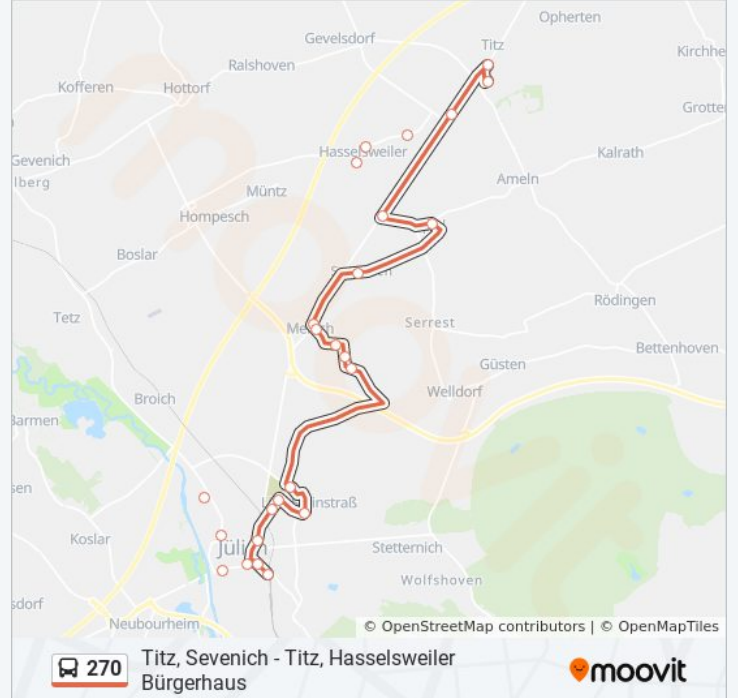 Opherten
Gevelsdorf
Titz
Kirchhe
Ralshoven
Kofferen
Hottorf
Grotte
Gevenich
Hasselsweiler
Kalrath
lberg
Müntz
Ameln
Hompesch
Boslar
Rödingen
Tetz
Serrest
Bettenhoven
Güsten
Welldorf
Broich
Barmen
sen
Koslar
Jülich
Stetternich
Wolfshoven
sdorf
Neubourheim
© OpenStreetMap contributors | © OpenMapTiles
270
Titz, Sevenich - Titz, Hasselsweiler
Bürgerhaus
moovit